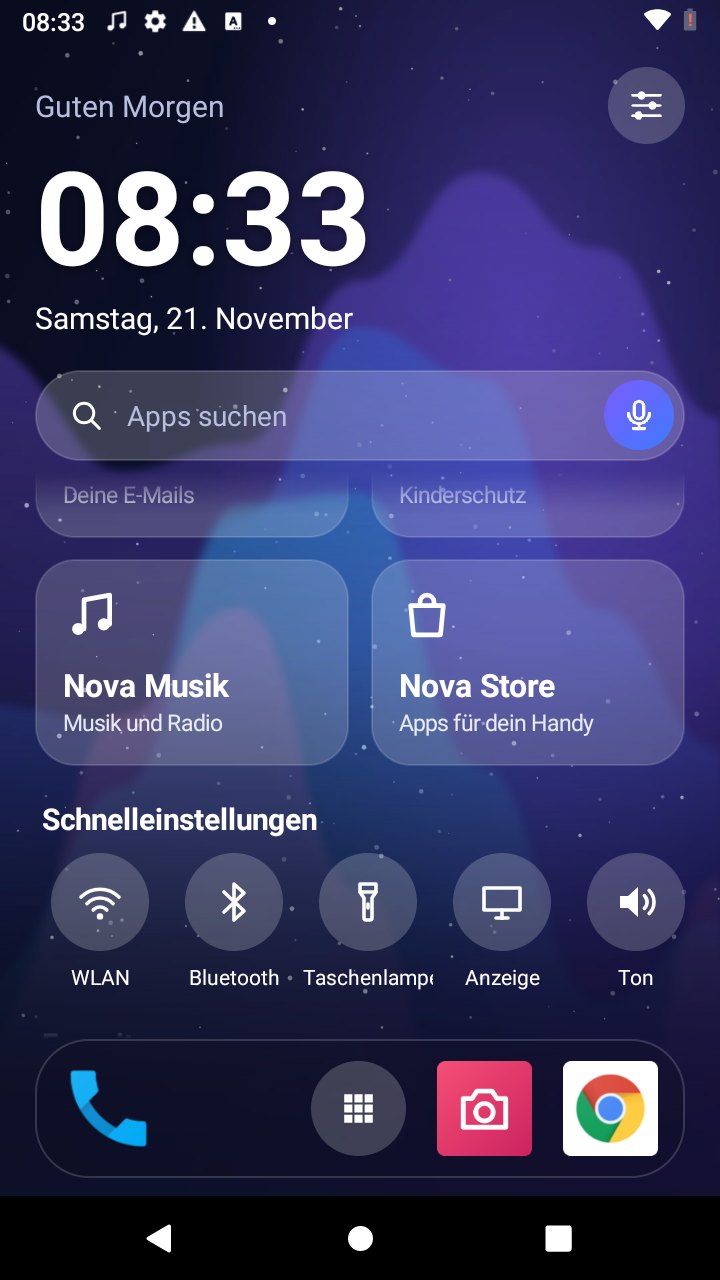 08:33
Guten Morgen
08:33
Samstag, 21. November
Apps suchen
Deine E-Mails
Kinderschutz
Nova Musik
Musik und Radio
Nova Store
Apps für dein Handy
Schnelleinstellungen
WLAN
Bluetooth
Taschenlampe
Anzeige
Ton